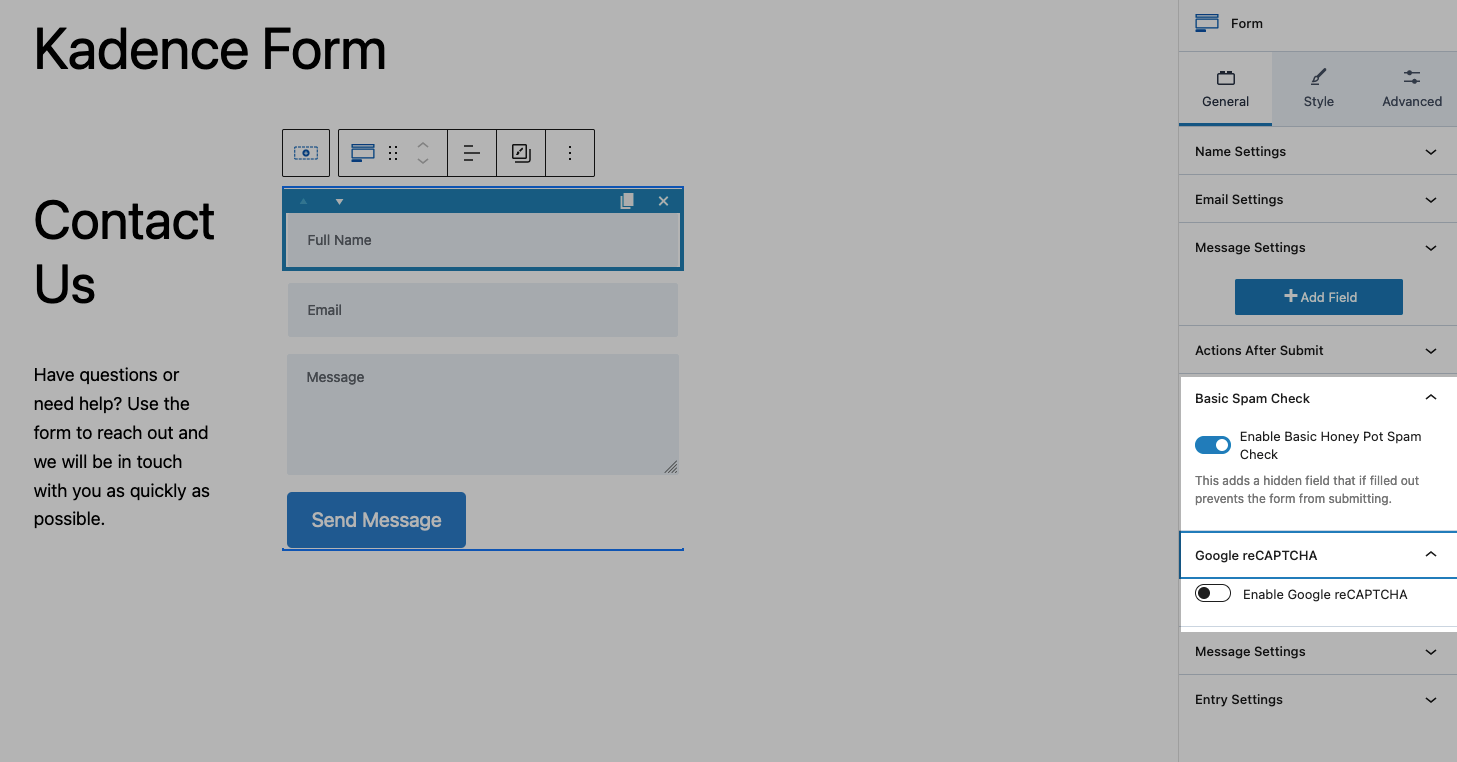 Kadence Form
Contact
Us
Have questions or
need help? Use the
form to reach out and
we will be in touch
with you as quickly as
possible.
Full Name
Email
Message
Send Message
Form
General
Style
Advanced
Name Settings
Email Settings
Message Settings
Add Field
Actions After Submit
Basic Spam Check
Enable Basic Honey Pot Spam
Check
This adds a hidden field that if filled out
prevents the form from submitting.
Google reCAPTCHA
Enable Google reCAPTCHA
Message Settings
Entry Settings